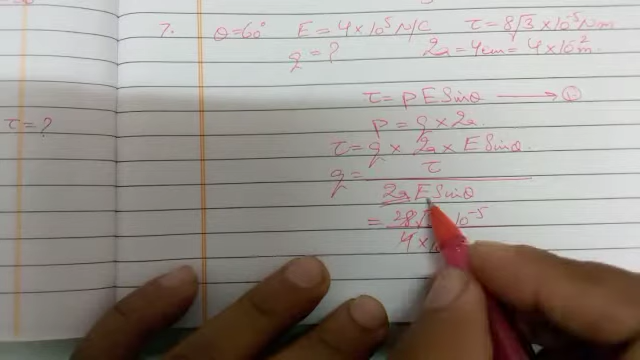 7. θ=60° E = 4×10⁵ N/C τ = 8√3 ×10⁻⁵ Nm
q = ? 2a = 4cm = 4×10⁻² m.
τ = PE Sinθ ⟶ ①
τ = ?
P = q × 2a.
τ = q × 2a × E Sinθ.
q = τ / 2a E Sinθ
= 8√ 10⁻⁵ / 4×